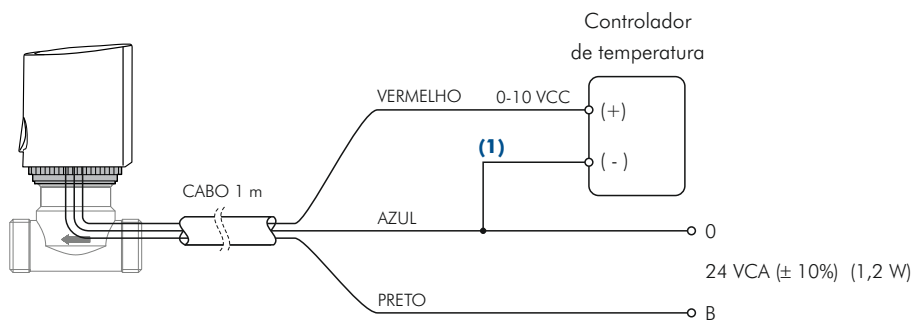 Controlador
de temperatura
VERMELHO
0-10 VCC
(+)
(1)
( - )
CABO 1 m
AZUL
0
24 VCA (± 10%) (1,2 W)
PRETO
B